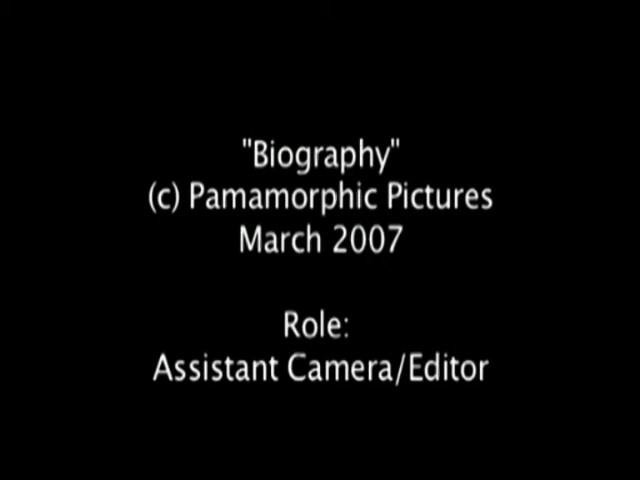 "Biography"
(c) Pamamorphic Pictures
March 2007
Role:
Assistant Camera/Editor